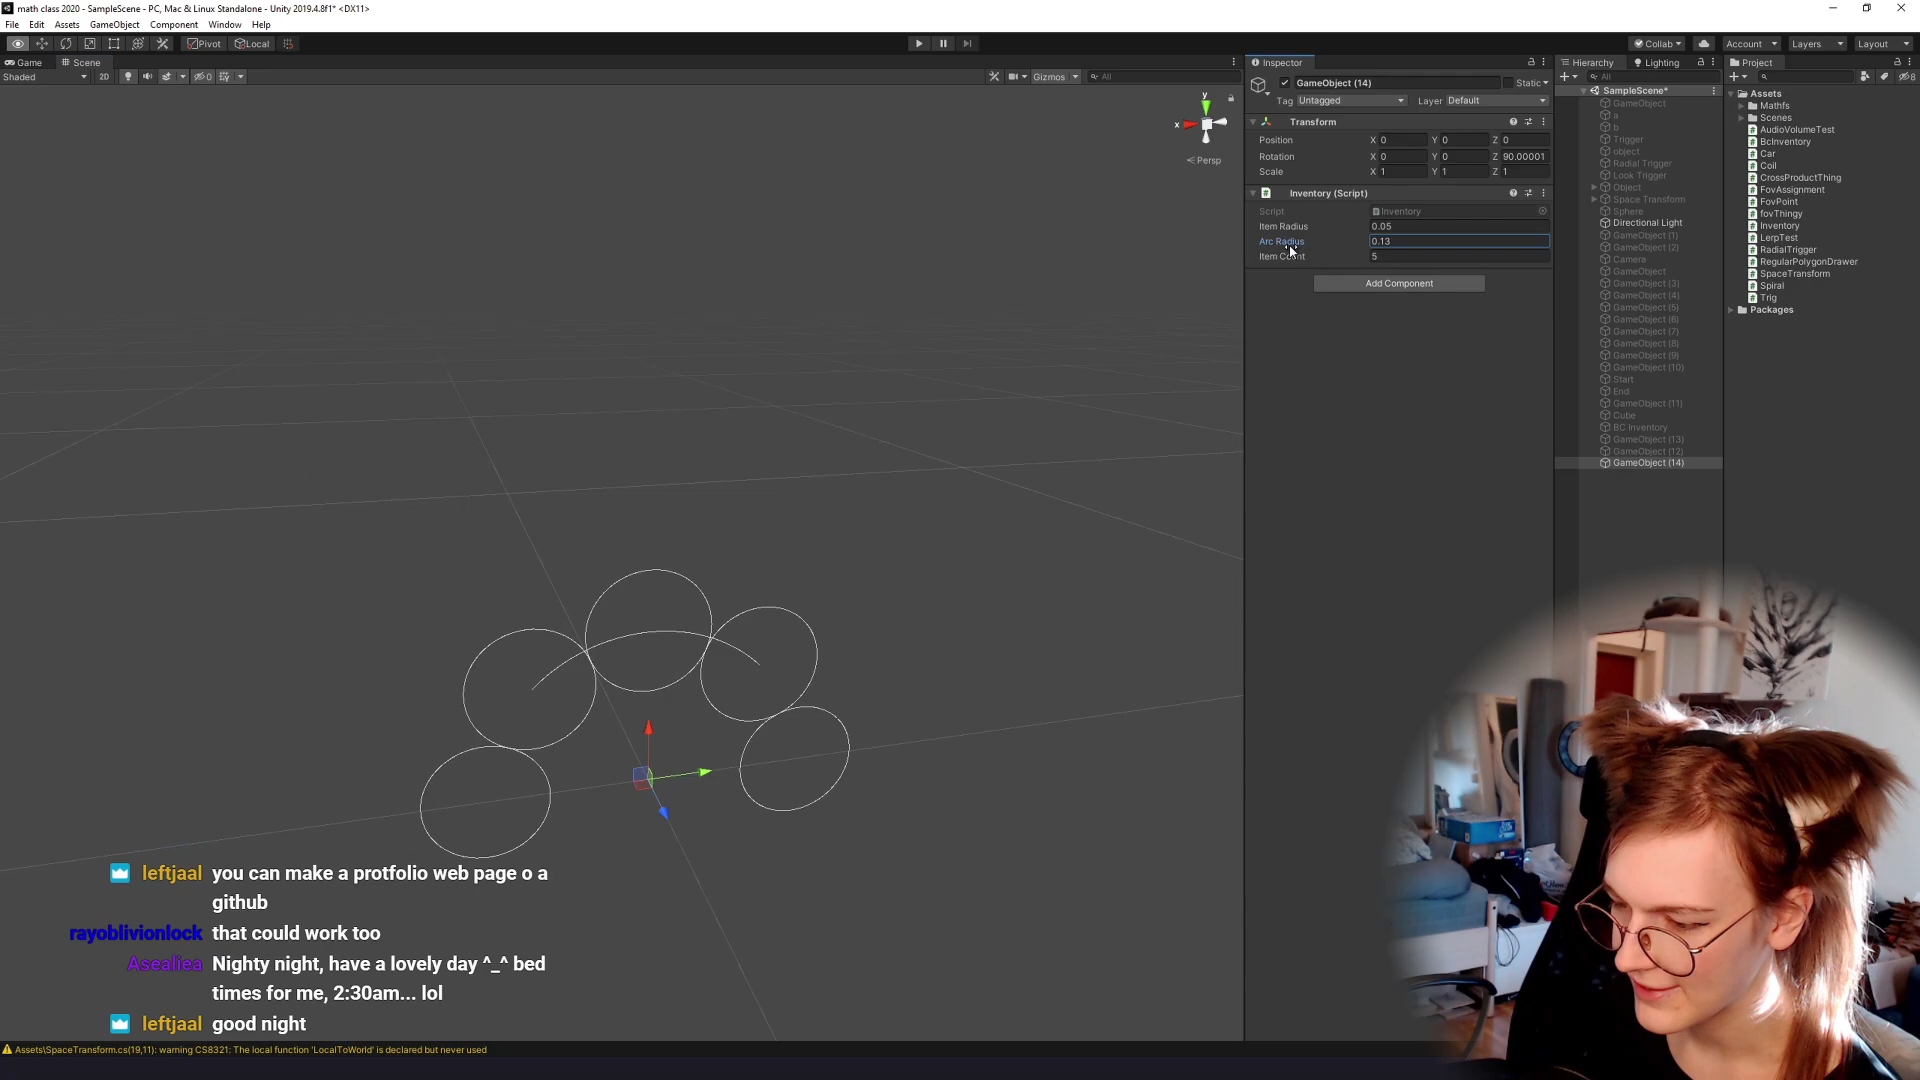 math class 2020 - SampleScene - PC, Mac & Linux Standalone - Unity 2019.4.8f1* <DX11>
File Edit Assets GameObject Component Window Help
Pivot Local Collab Account Layers Layout
Game Scene
Shaded 2D 0 Gizmos All
y
x
Persp
Inspector
GameObject (14) Static
Tag Untagged Layer Default
Transform
Position X 0 Y 0 Z 0
Rotation X 0 Y 0 Z 90.00001
Scale X 1 Y 1 Z 1
Inventory (Script)
Script Inventory
Item Radius 0.05
Arc Radius 0.13
Item Count 5
Add Component
Hierarchy Lighting
All
SampleScene*
GameObject
a
b
Trigger
object
Radial Trigger
Look Trigger
Object
Space Transform
Sphere
Directional Light
GameObject (1)
GameObject (2)
Camera
GameObject
GameObject (3)
GameObject (4)
GameObject (5)
GameObject (6)
GameObject (7)
GameObject (8)
GameObject (9)
GameObject (10)
Start
End
GameObject (11)
Cube
BC Inventory
GameObject (13)
GameObject (12)
GameObject (14)
Project
8
Assets
Mathfs
Scenes
AudioVolumeTest
BcInventory
Car
Coil
CrossProductThing
FovAssignment
FovPoint
fovThingy
Inventory
LerpTest
RadialTrigger
RegularPolygonDrawer
SpaceTransform
Spiral
Trig
Packages
leftjaal you can make a protfolio web page o a
github
rayoblivionlock that could work too
Asealiea Nighty night, have a lovely day ^_^ bed
times for me, 2:30am... lol
leftjaal good night
Assets\SpaceTransform.cs(19,11): warning CS8321: The local function 'LocalToWorld' is declared but never used